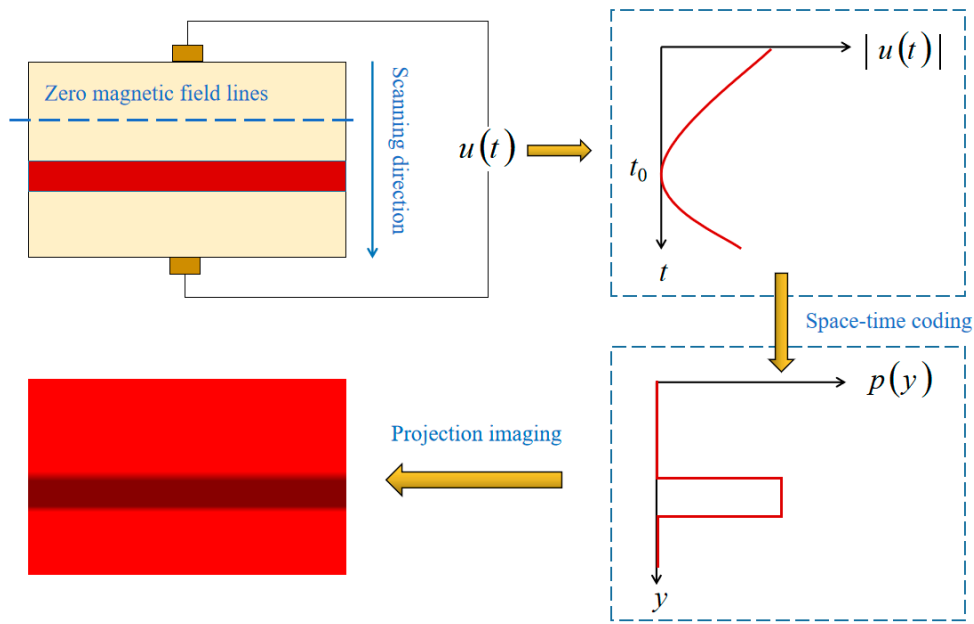 Zero magnetic field lines
Scanning direction
u(t)
|u(t)|
t₀
t
Space-time coding
p(y)
Projection imaging
y